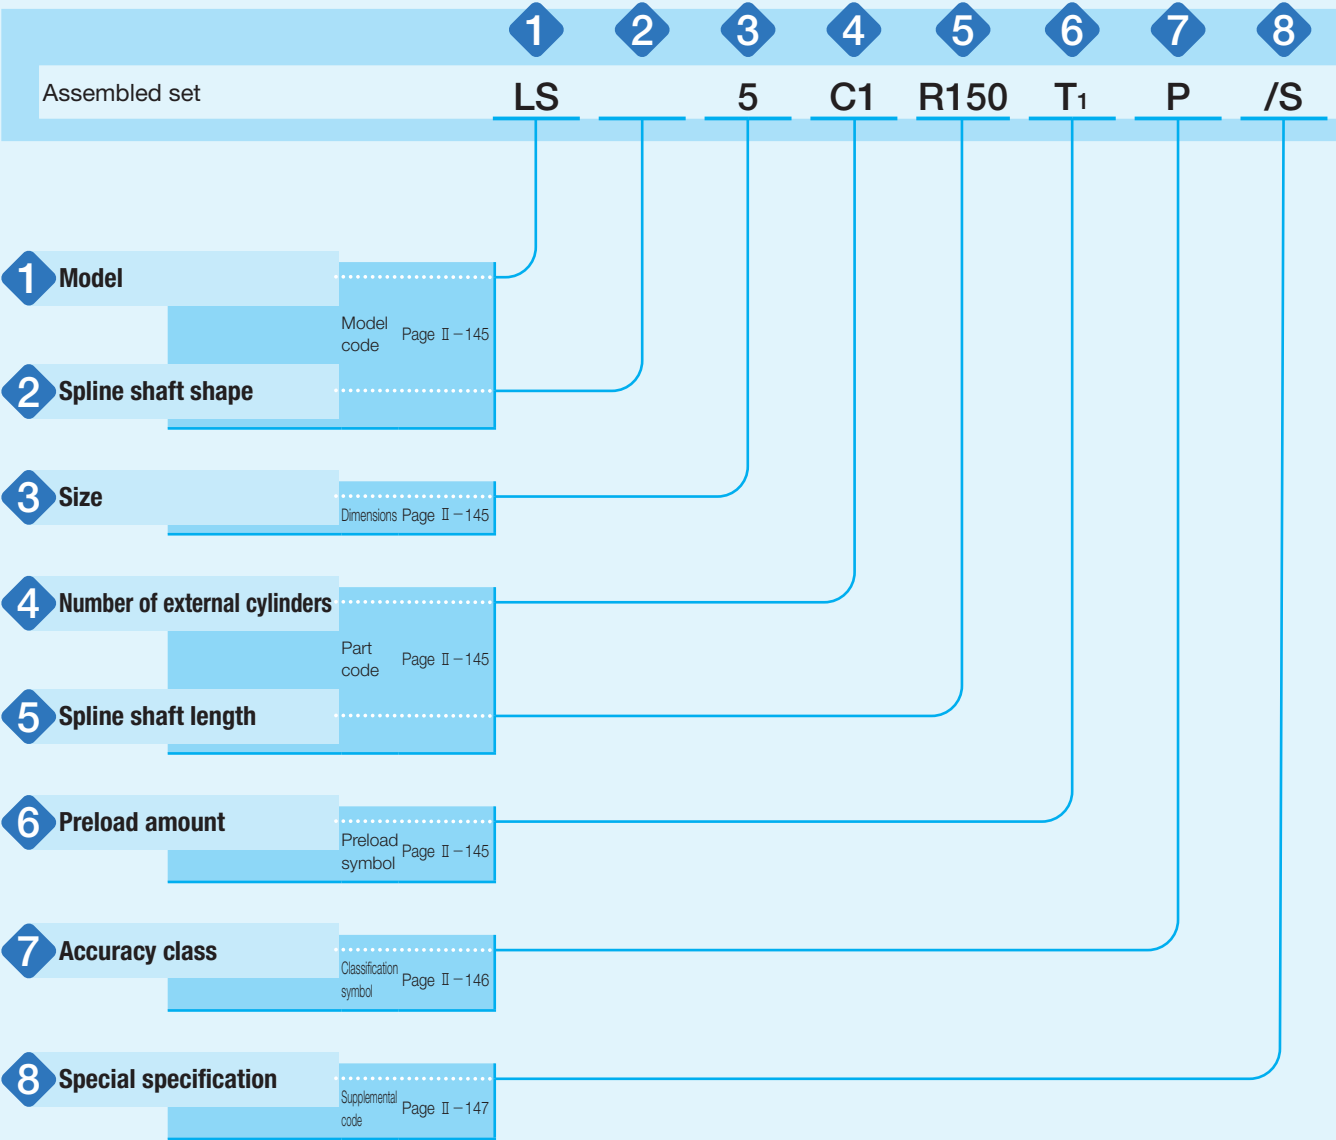 1 2 3 4 5 6 7 8
Assembled set LS 5 C1 R150 T1 P /S
1 Model
Model
code Page Ⅱ-145
2 Spline shaft shape
3 Size
Dimensions Page Ⅱ-145
4 Number of external cylinders
Part
code Page Ⅱ-145
5 Spline shaft length
6 Preload amount
Preload
symbol Page Ⅱ-145
7 Accuracy class
Classification
symbol Page Ⅱ-146
8 Special specification
Supplemental
code Page Ⅱ-147